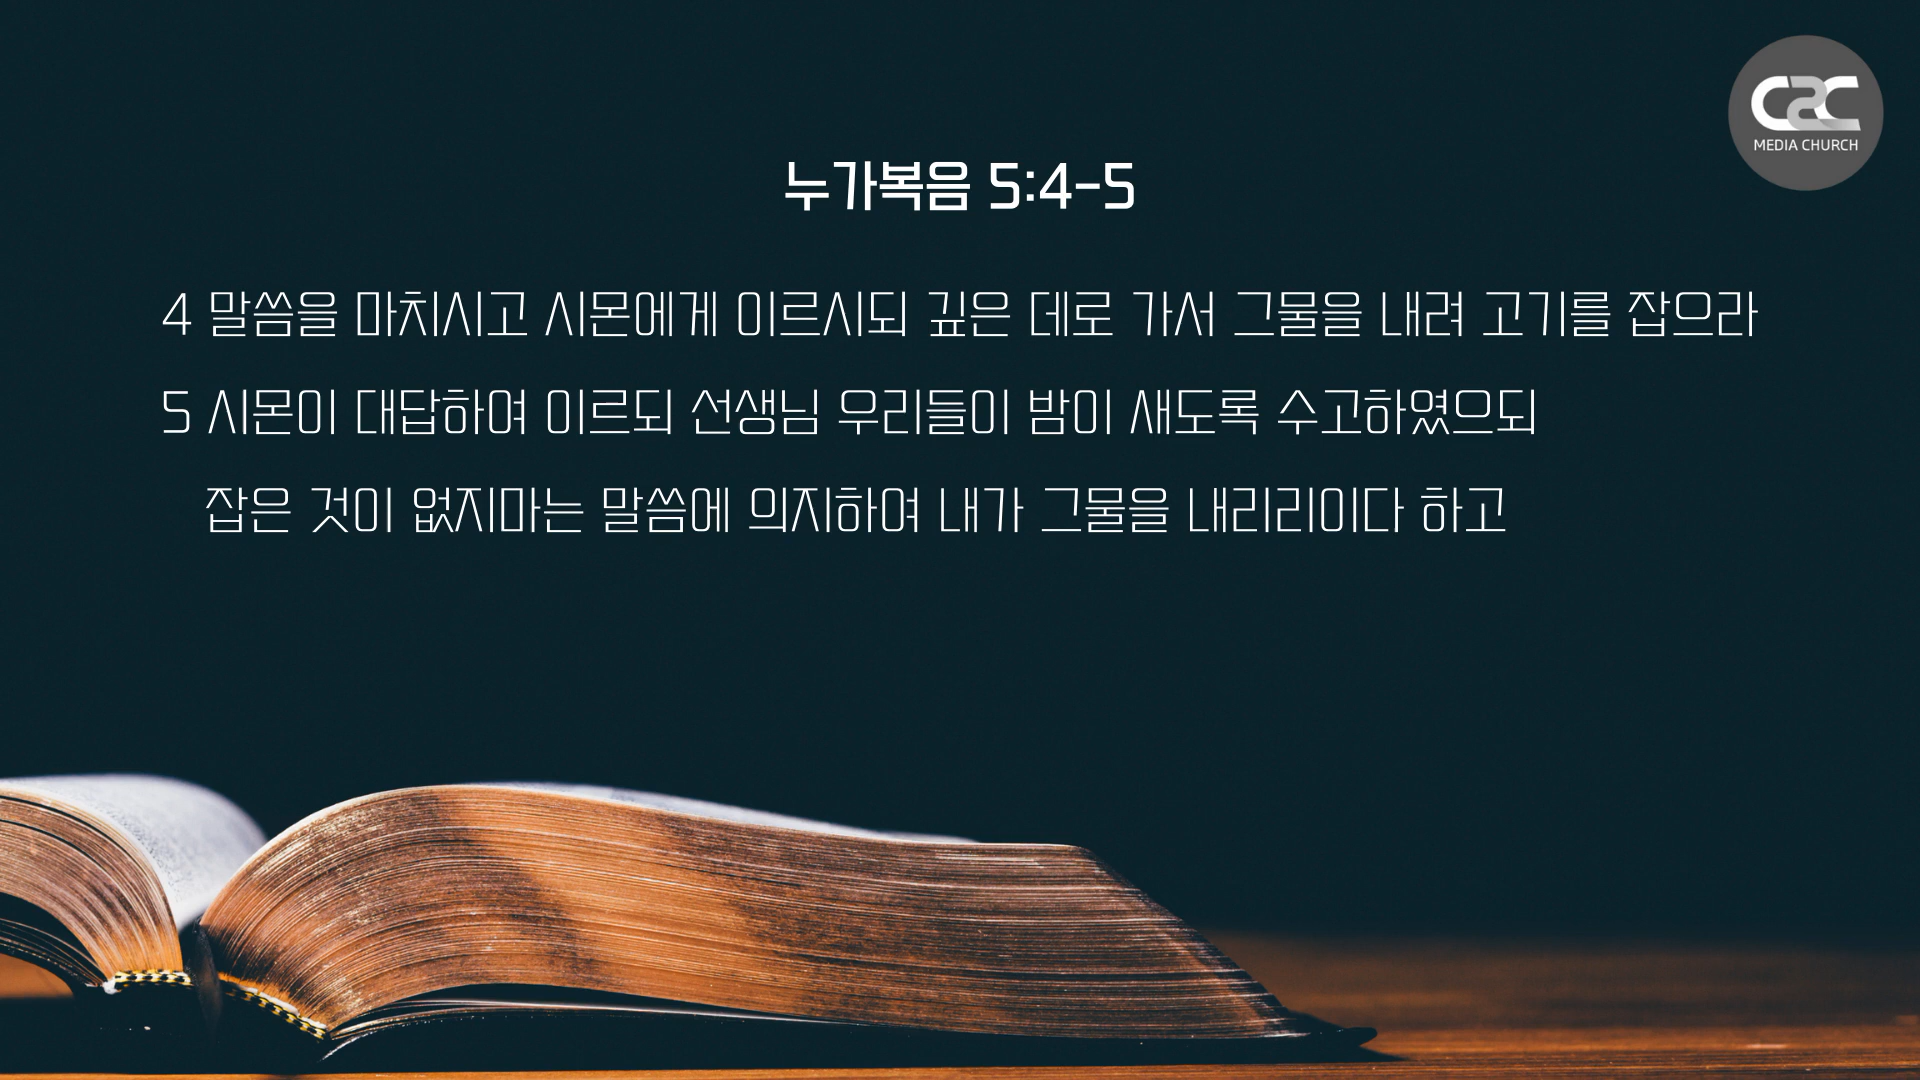 C2C
MEDIA CHURCH
누가복음 5:4-5
4 말씀을 마치시고 시몬에게 이르시되 깊은 데로 가서 그물을 내려 고기를 잡으라
5 시몬이 대답하여 이르되 선생님 우리들이 밤이 새도록 수고하였으되
잡은 것이 없지마는 말씀에 의지하여 내가 그물을 내리리이다 하고